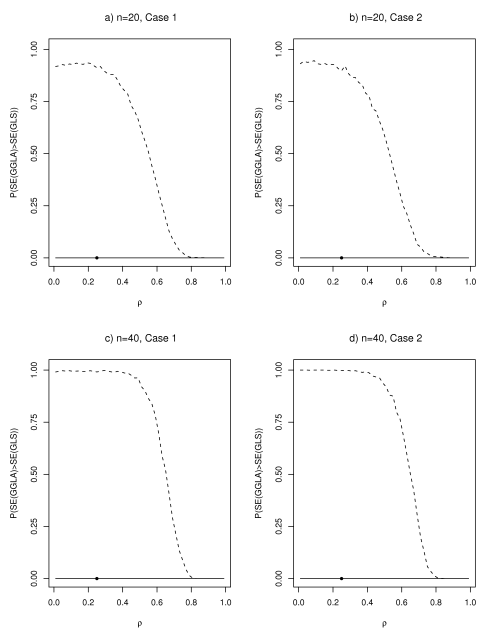 a) n=20, Case 1
P(SE(GGLA)>SE(GLS))
1.00
0.75
0.50
0.25
0.00
0.0 0.2 0.4 0.6 0.8 1.0
ρ
b) n=20, Case 2
P(SE(GGLA)>SE(GLS))
1.00
0.75
0.50
0.25
0.00
0.0 0.2 0.4 0.6 0.8 1.0
ρ
c) n=40, Case 1
P(SE(GGLA)>SE(GLS))
1.00
0.75
0.50
0.25
0.00
0.0 0.2 0.4 0.6 0.8 1.0
ρ
d) n=40, Case 2
P(SE(GGLA)>SE(GLS))
1.00
0.75
0.50
0.25
0.00
0.0 0.2 0.4 0.6 0.8 1.0
ρ